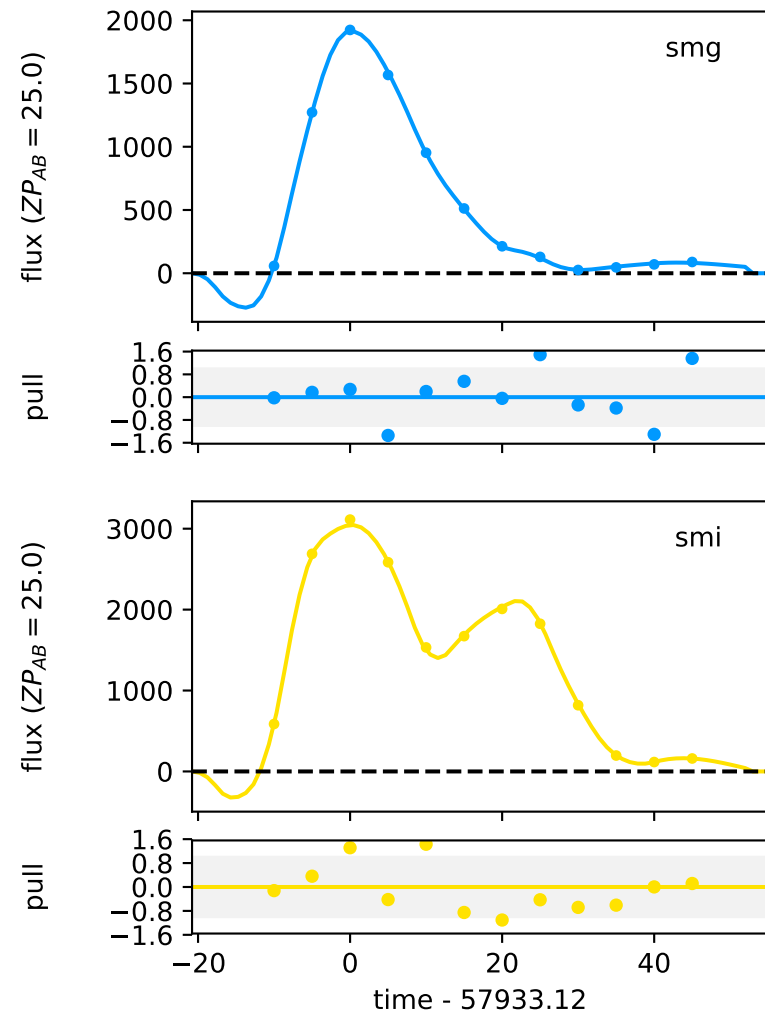 2000
smg
1500
1000
500
0
flux (ZP_AB = 25.0)
1.6
0.8
0.0
−0.8
−1.6
pull
3000
smi
2000
1000
0
flux (ZP_AB = 25.0)
1.6
0.8
0.0
−0.8
−1.6
pull
−20 0 20 40
time - 57933.12